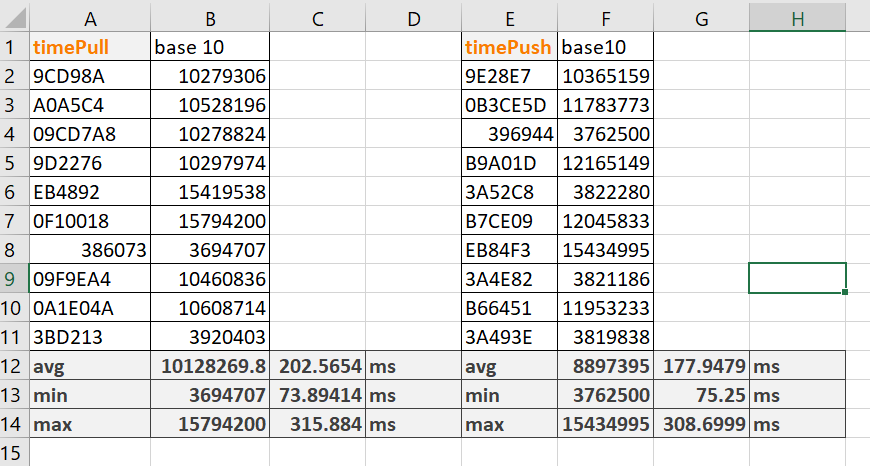 A B C D E F G H
1 timePull base 10 timePush base10
2 9CD98A 10279306 9E28E7 10365159
3 A0A5C4 10528196 0B3CE5D 11783773
4 09CD7A8 10278824 396944 3762500
5 9D2276 10297974 B9A01D 12165149
6 EB4892 15419538 3A52C8 3822280
7 0F10018 15794200 B7CE09 12045833
8 386073 3694707 EB84F3 15434995
9 09F9EA4 10460836 3A4E82 3821186
10 0A1E04A 10608714 B66451 11953233
11 3BD213 3920403 3A493E 3819838
12 avg 10128269.8 202.5654 ms avg 8897395 177.9479 ms
13 min 3694707 73.89414 ms min 3762500 75.25 ms
14 max 15794200 315.884 ms max 15434995 308.6999 ms
15